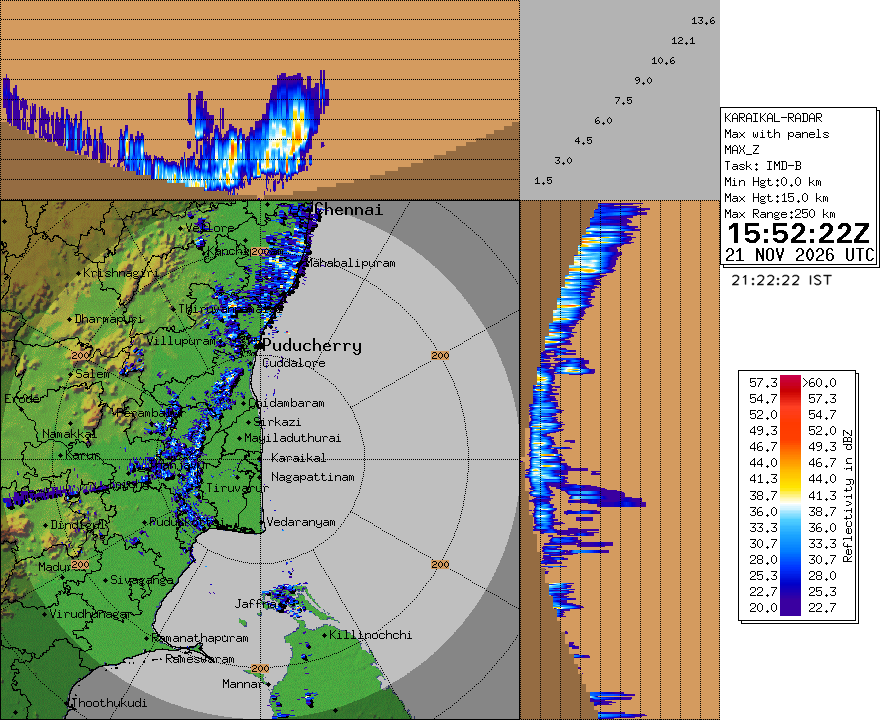 13.6
12.1
10.6
9.0
7.5
6.0
4.5
3.0
1.5
KARAIKAL-RADAR
Max with panels
MAX_Z
Task: IMD-B
Min Hgt:0.0 km
Max Hgt:15.0 km
Max Range:250 km
15:52:22Z
21 NOV 2026 UTC
21:22:22 IST
Chennai
Vellore
200
Mahabalipuram
Krishnagiri
Dharmapuri
Villupuram
Puducherry
200
200
Cuddalore
Salem
Erode
Chidambaram
Perambal
Sirkazi
Namakkal
Mayiladuthurai
Karur
Karaikal
Nagapattinam
Tiruvarur
Dindigul
Vedaranyam
Madur
200
200
Sivaganga
Jaffna
Virudhunagar
Killinochchi
Ramanathapuram
Rameswaram
200
Mannar
Thoothukudi
57.3 >60.0
54.7 57.3
52.0 54.7
49.3 52.0
46.7 49.3
44.0 46.7
41.3 44.0
38.7 41.3
36.0 38.7
33.3 36.0
30.7 33.3
28.0 30.7
25.3 28.0
22.7 25.3
20.0 22.7
Reflectivity in dBZ